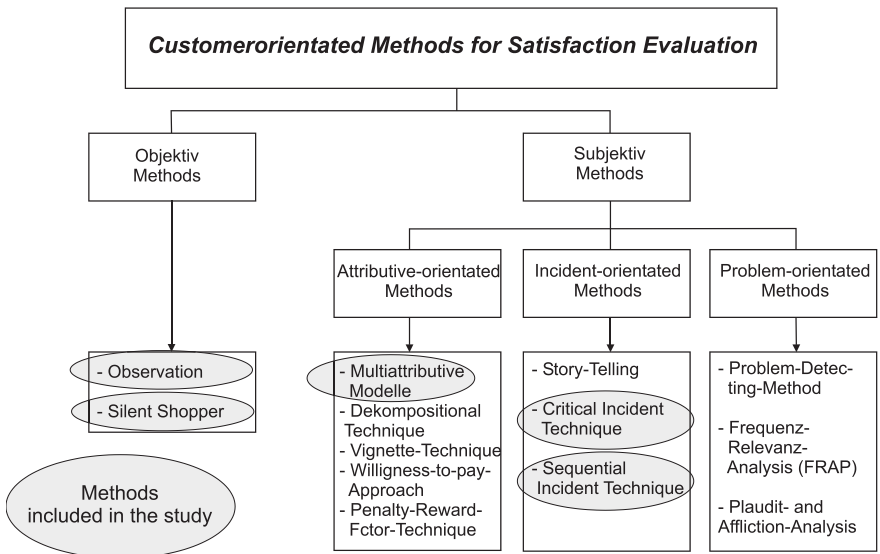 Customerorientated Methods for Satisfaction Evaluation
Objektiv
Methods
Subjektiv
Methods
Attributive-orientated
Methods
Incident-orientated
Methods
Problem-orientated
Methods
- Observation
- Silent Shopper
- Multiattributive
Modelle
- Dekompositional
Technique
- Vignette-Technique
- Willigness-to-pay-
Approach
- Penalty-Reward-
Fctor-Technique
- Story-Telling
- Critical Incident
Technique
- Sequential
Incident Technique
- Problem-Detec-
ting-Method
- Frequenz-
Relevanz-
Analysis (FRAP)
- Plaudit- and
Affliction-Analysis
Methods
included in the study